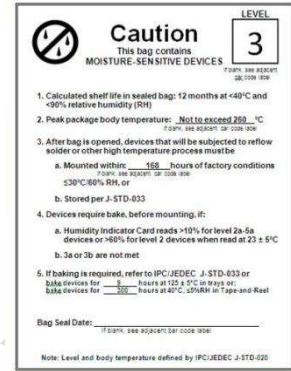 LEVEL
3
If blank, see adjacent
bar code label
Caution
This bag contains
MOISTURE-SENSITIVE DEVICES
1. Calculated shelf life in sealed bag: 12 months at <40°C and
<90% relative humidity (RH)
2. Peak package body temperature: Not to exceed 260 °C
If blank, see adjacent bar code label
3. After bag is opened, devices that will be subjected to reflow
solder or other high temperature process must be
a. Mounted within: 168 hours of factory conditions
If blank, see adjacent bar code label
≤30°C/60% RH, or
b. Stored per J-STD-033
4. Devices require bake, before mounting, if:
a. Humidity Indicator Card reads >10% for level 2a-5a
devices or >60% for level 2 devices when read at 23 ± 5°C
b. 3a or 3b are not met
5. If baking is required, refer to IPC/JEDEC J-STD-033 or
bake devices for 9 hours at 125 ± 5°C in trays or;
bake devices for hours at 40°C, ≤5%RH in Tape-and-Reel
Bag Seal Date:
If blank, see adjacent bar code label
Note: Level and body temperature defined by IPC/JEDEC J-STD-020